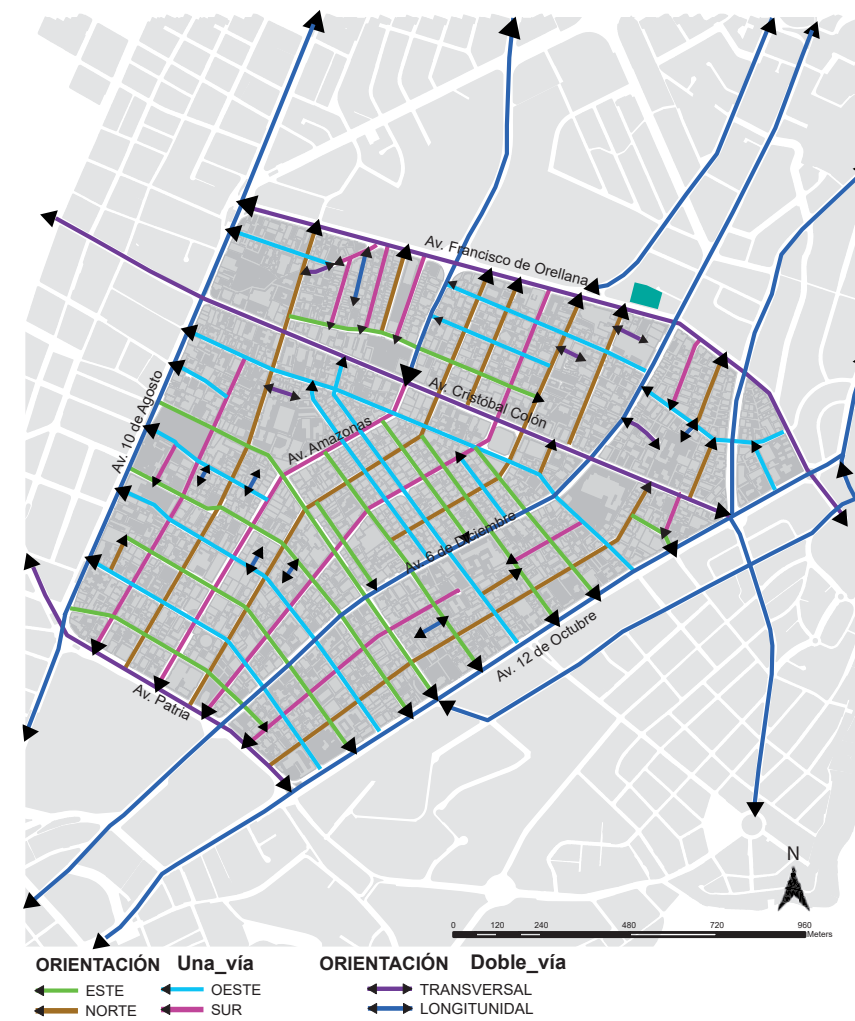 Av. Francisco de Orellana
Av. Cristóbal Colón
Av. 10 de Agosto
Av. Amazonas
Av. 6 de Diciembre
Av. 12 de Octubre
Av. Patria
N
0 120 240 480 720 960
Meters
ORIENTACIÓN Una_vía ORIENTACIÓN Doble_vía
ESTE OESTE TRANSVERSAL
NORTE SUR LONGITUNIDAL